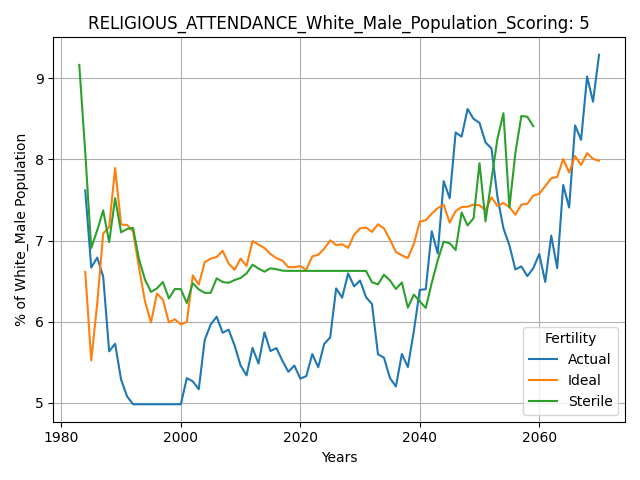 RELIGIOUS_ATTENDANCE_White_Male_Population_Scoring: 5
% of White_Male Population
9
8
7
6
5
1980 2000 2020 2040 2060
Years
Fertility
Actual
Ideal
Sterile